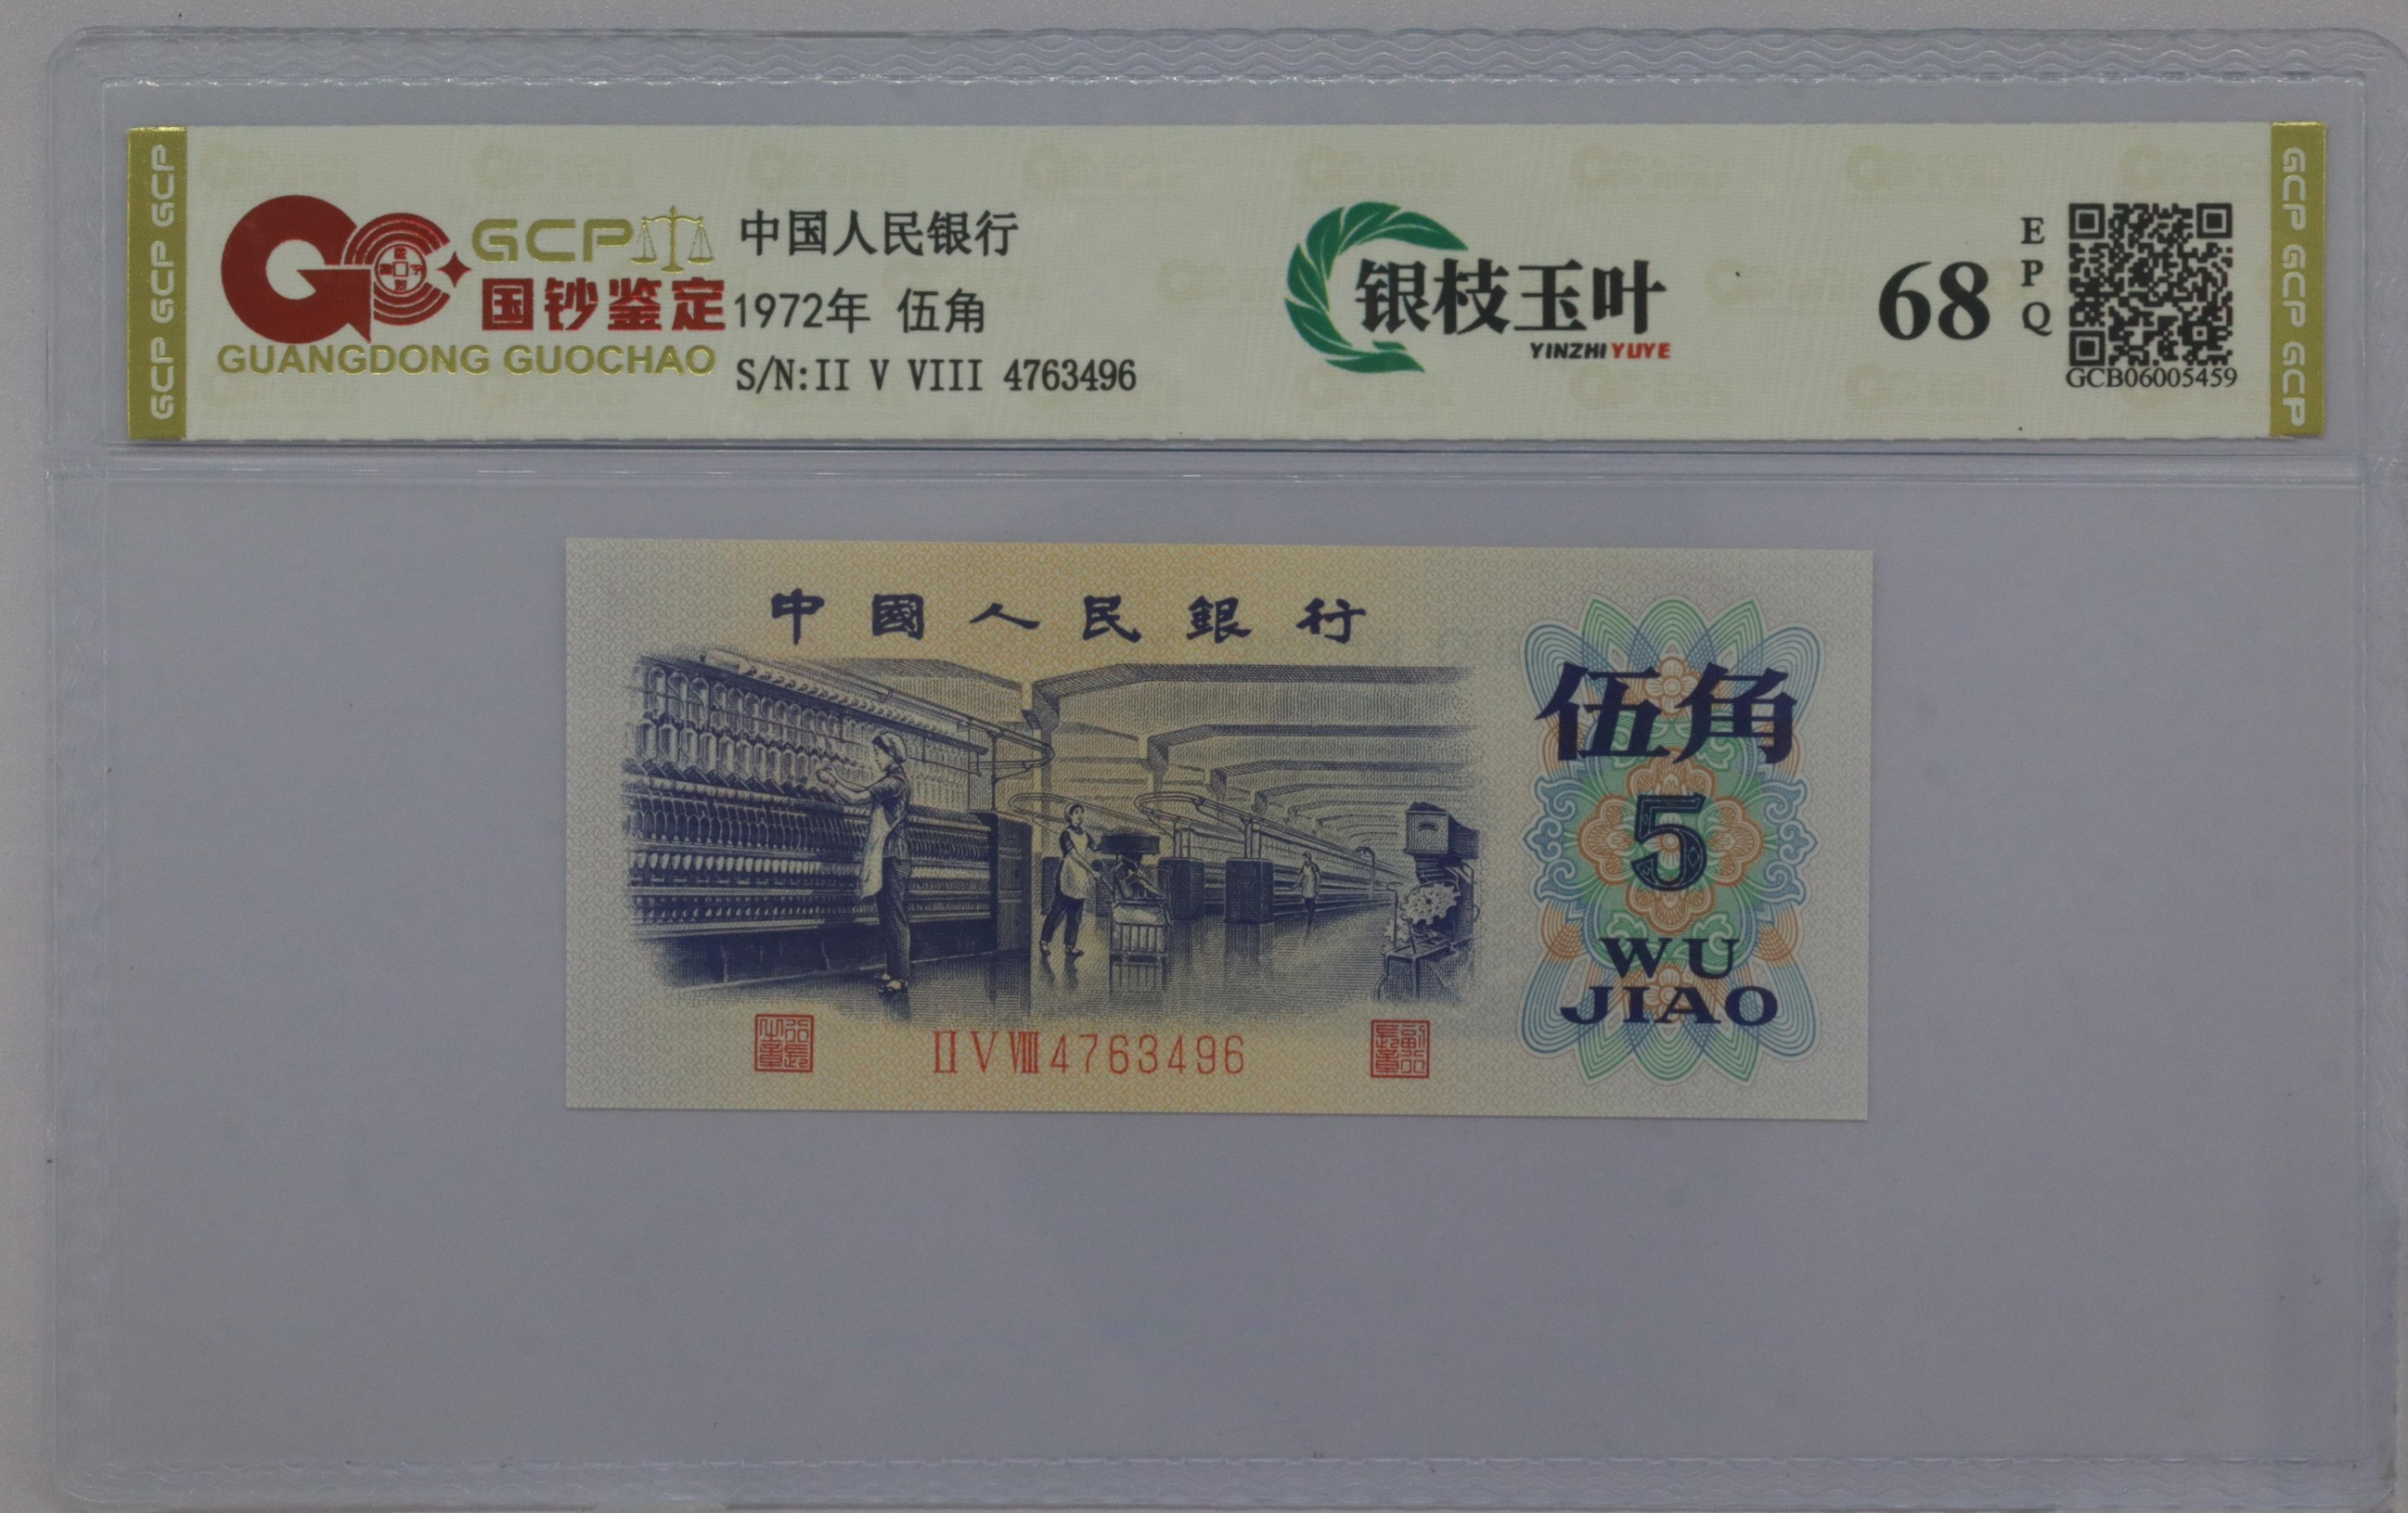 GCP GCP GCP
GCP
国钞鉴定
GUANGDONG GUOCHAO
中国人民银行
1972年 伍角
S/N:II V VIII 4763496
银枝玉叶
YINZHI YUYE
68
EPQ
GCB06005459
GCP GCP GCP
中國人民銀行
伍角
5
WU
JIAO
II V VIII 4763496